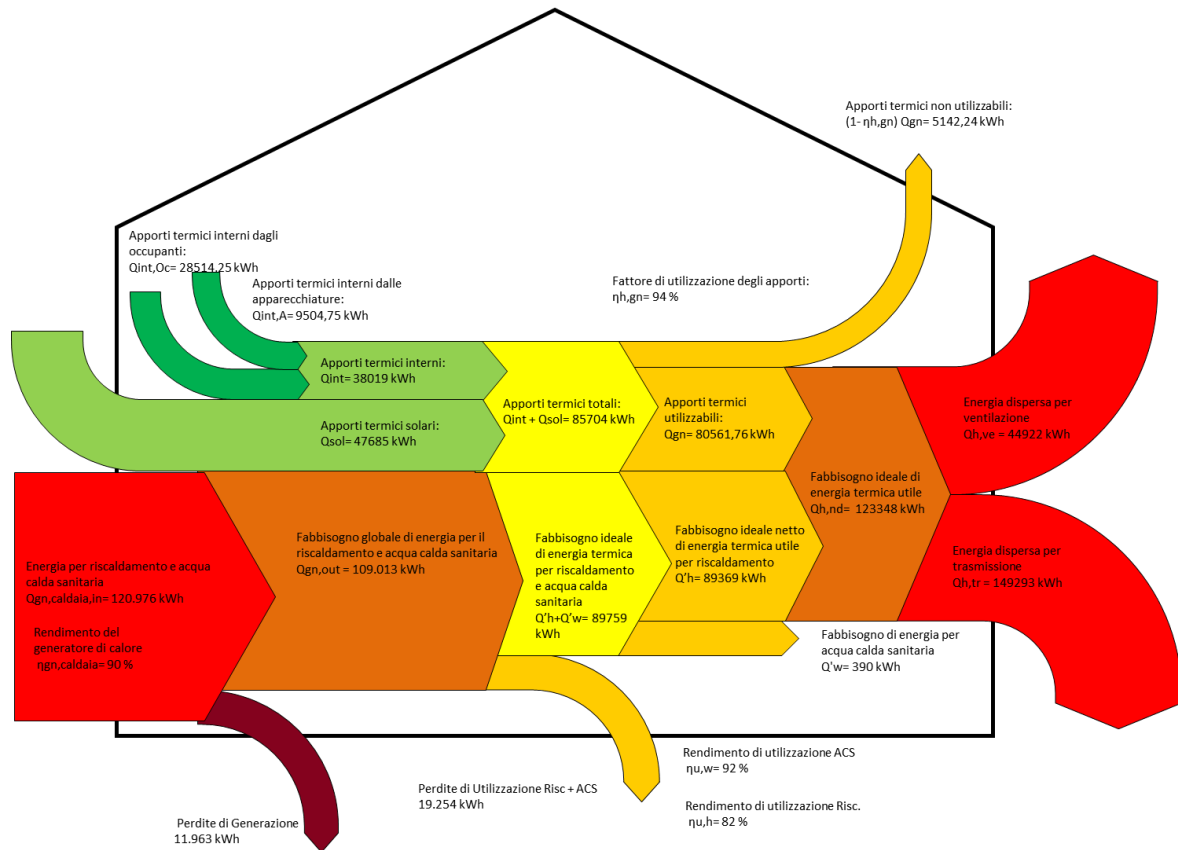 Apporti termici non utilizzabili:
(1- ηh,gn) Qgn= 5142,24 kWh
Apporti termici interni dagli
occupanti:
Qint,Oc= 28514,25 kWh
Apporti termici interni dalle
apparecchiature:
Qint,A= 9504,75 kWh
Fattore di utilizzazione degli apporti:
ηh,gn= 94 %
Apporti termici interni:
Qint= 38019 kWh
Apporti termici solari:
Qsol= 47685 kWh
Apporti termici totali:
Qint + Qsol= 85704 kWh
Apporti termici
utilizzabili:
Qgn= 80561,76 kWh
Energia dispersa per
ventilazione
Qh,ve = 44922 kWh
Fabbisogno ideale di
energia termica utile
Qh,nd= 123348 kWh
Energia per riscaldamento e acqua
calda sanitaria
Qgn,caldaia,in= 120.976 kWh
Rendimento del
generatore di calore
ηgn,caldaia= 90 %
Fabbisogno globale di energia per il
riscaldamento e acqua calda sanitaria
Qgn,out = 109.013 kWh
Fabbisogno ideale
di energia termica
per riscaldamento
e acqua calda
sanitaria
Q’h+Q’w= 89759
kWh
Fabbisogno ideale netto
di energia termica utile
per riscaldamento
Q’h= 89369 kWh
Energia dispersa per
trasmissione
Qh,tr = 149293 kWh
Fabbisogno di energia per
acqua calda sanitaria
Q'w= 390 kWh
Rendimento di utilizzazione ACS
ηu,w= 92 %
Rendimento di utilizzazione Risc.
ηu,h= 82 %
Perdite di Utilizzazione Risc + ACS
19.254 kWh
Perdite di Generazione
11.963 kWh